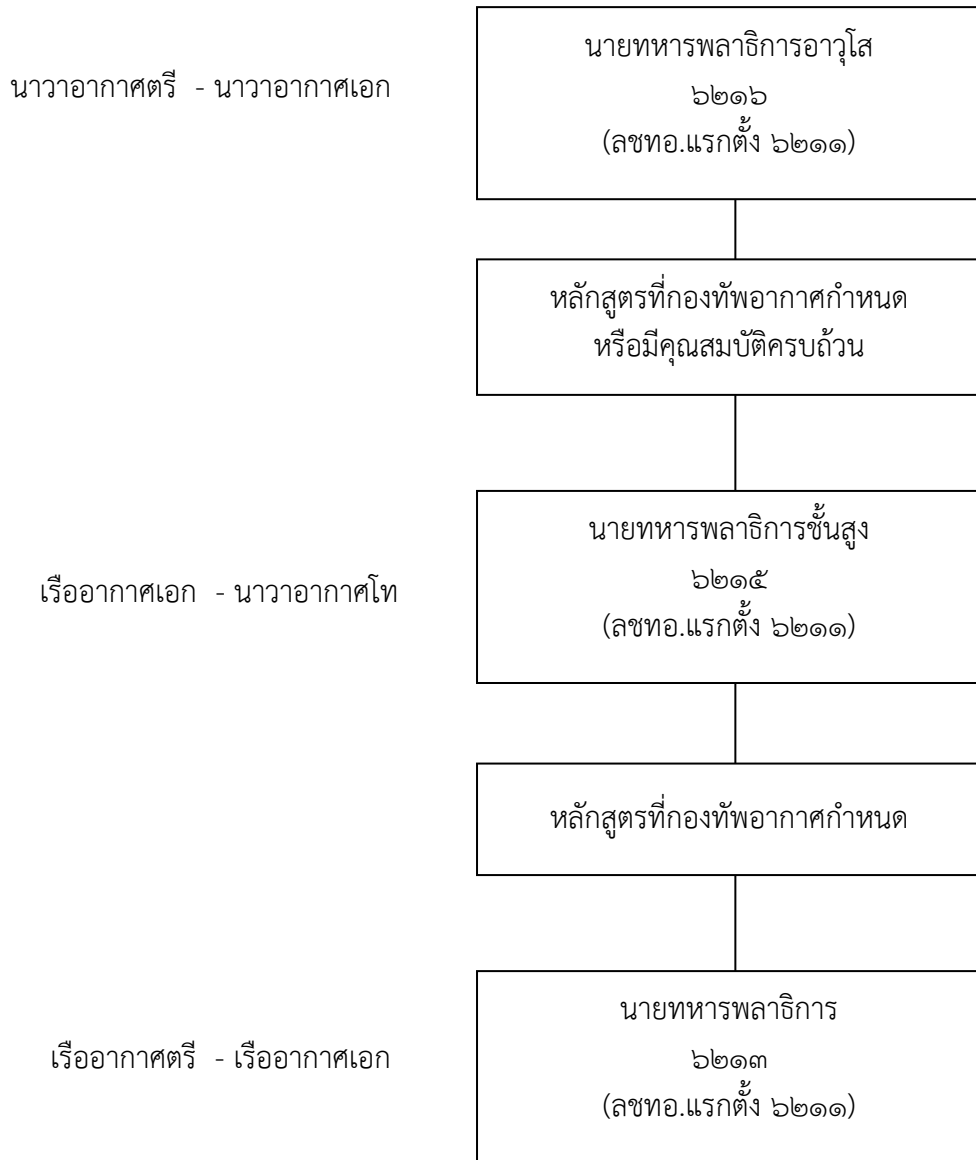 นายทหารพลาธิการอาวุโส
นาวาอากาศตรี - นาวาอากาศเอก
๖๒๑๖
(ลชทอ.แรกตั้ง ๖๒๑๑)
หลักสูตรที่กองทัพอากาศกำหนด
หรือมีคุณสมบัติครบถ้วน
นายทหารพลาธิการชั้นสูง
เรืออากาศเอก - นาวาอากาศโท
๖๒๑๕
(ลชทอ.แรกตั้ง ๖๒๑๑)
หลักสูตรที่กองทัพอากาศกำหนด
นายทหารพลาธิการ
เรืออากาศตรี - เรืออากาศเอก
๖๒๑๓
(ลชทอ.แรกตั้ง ๖๒๑๑)